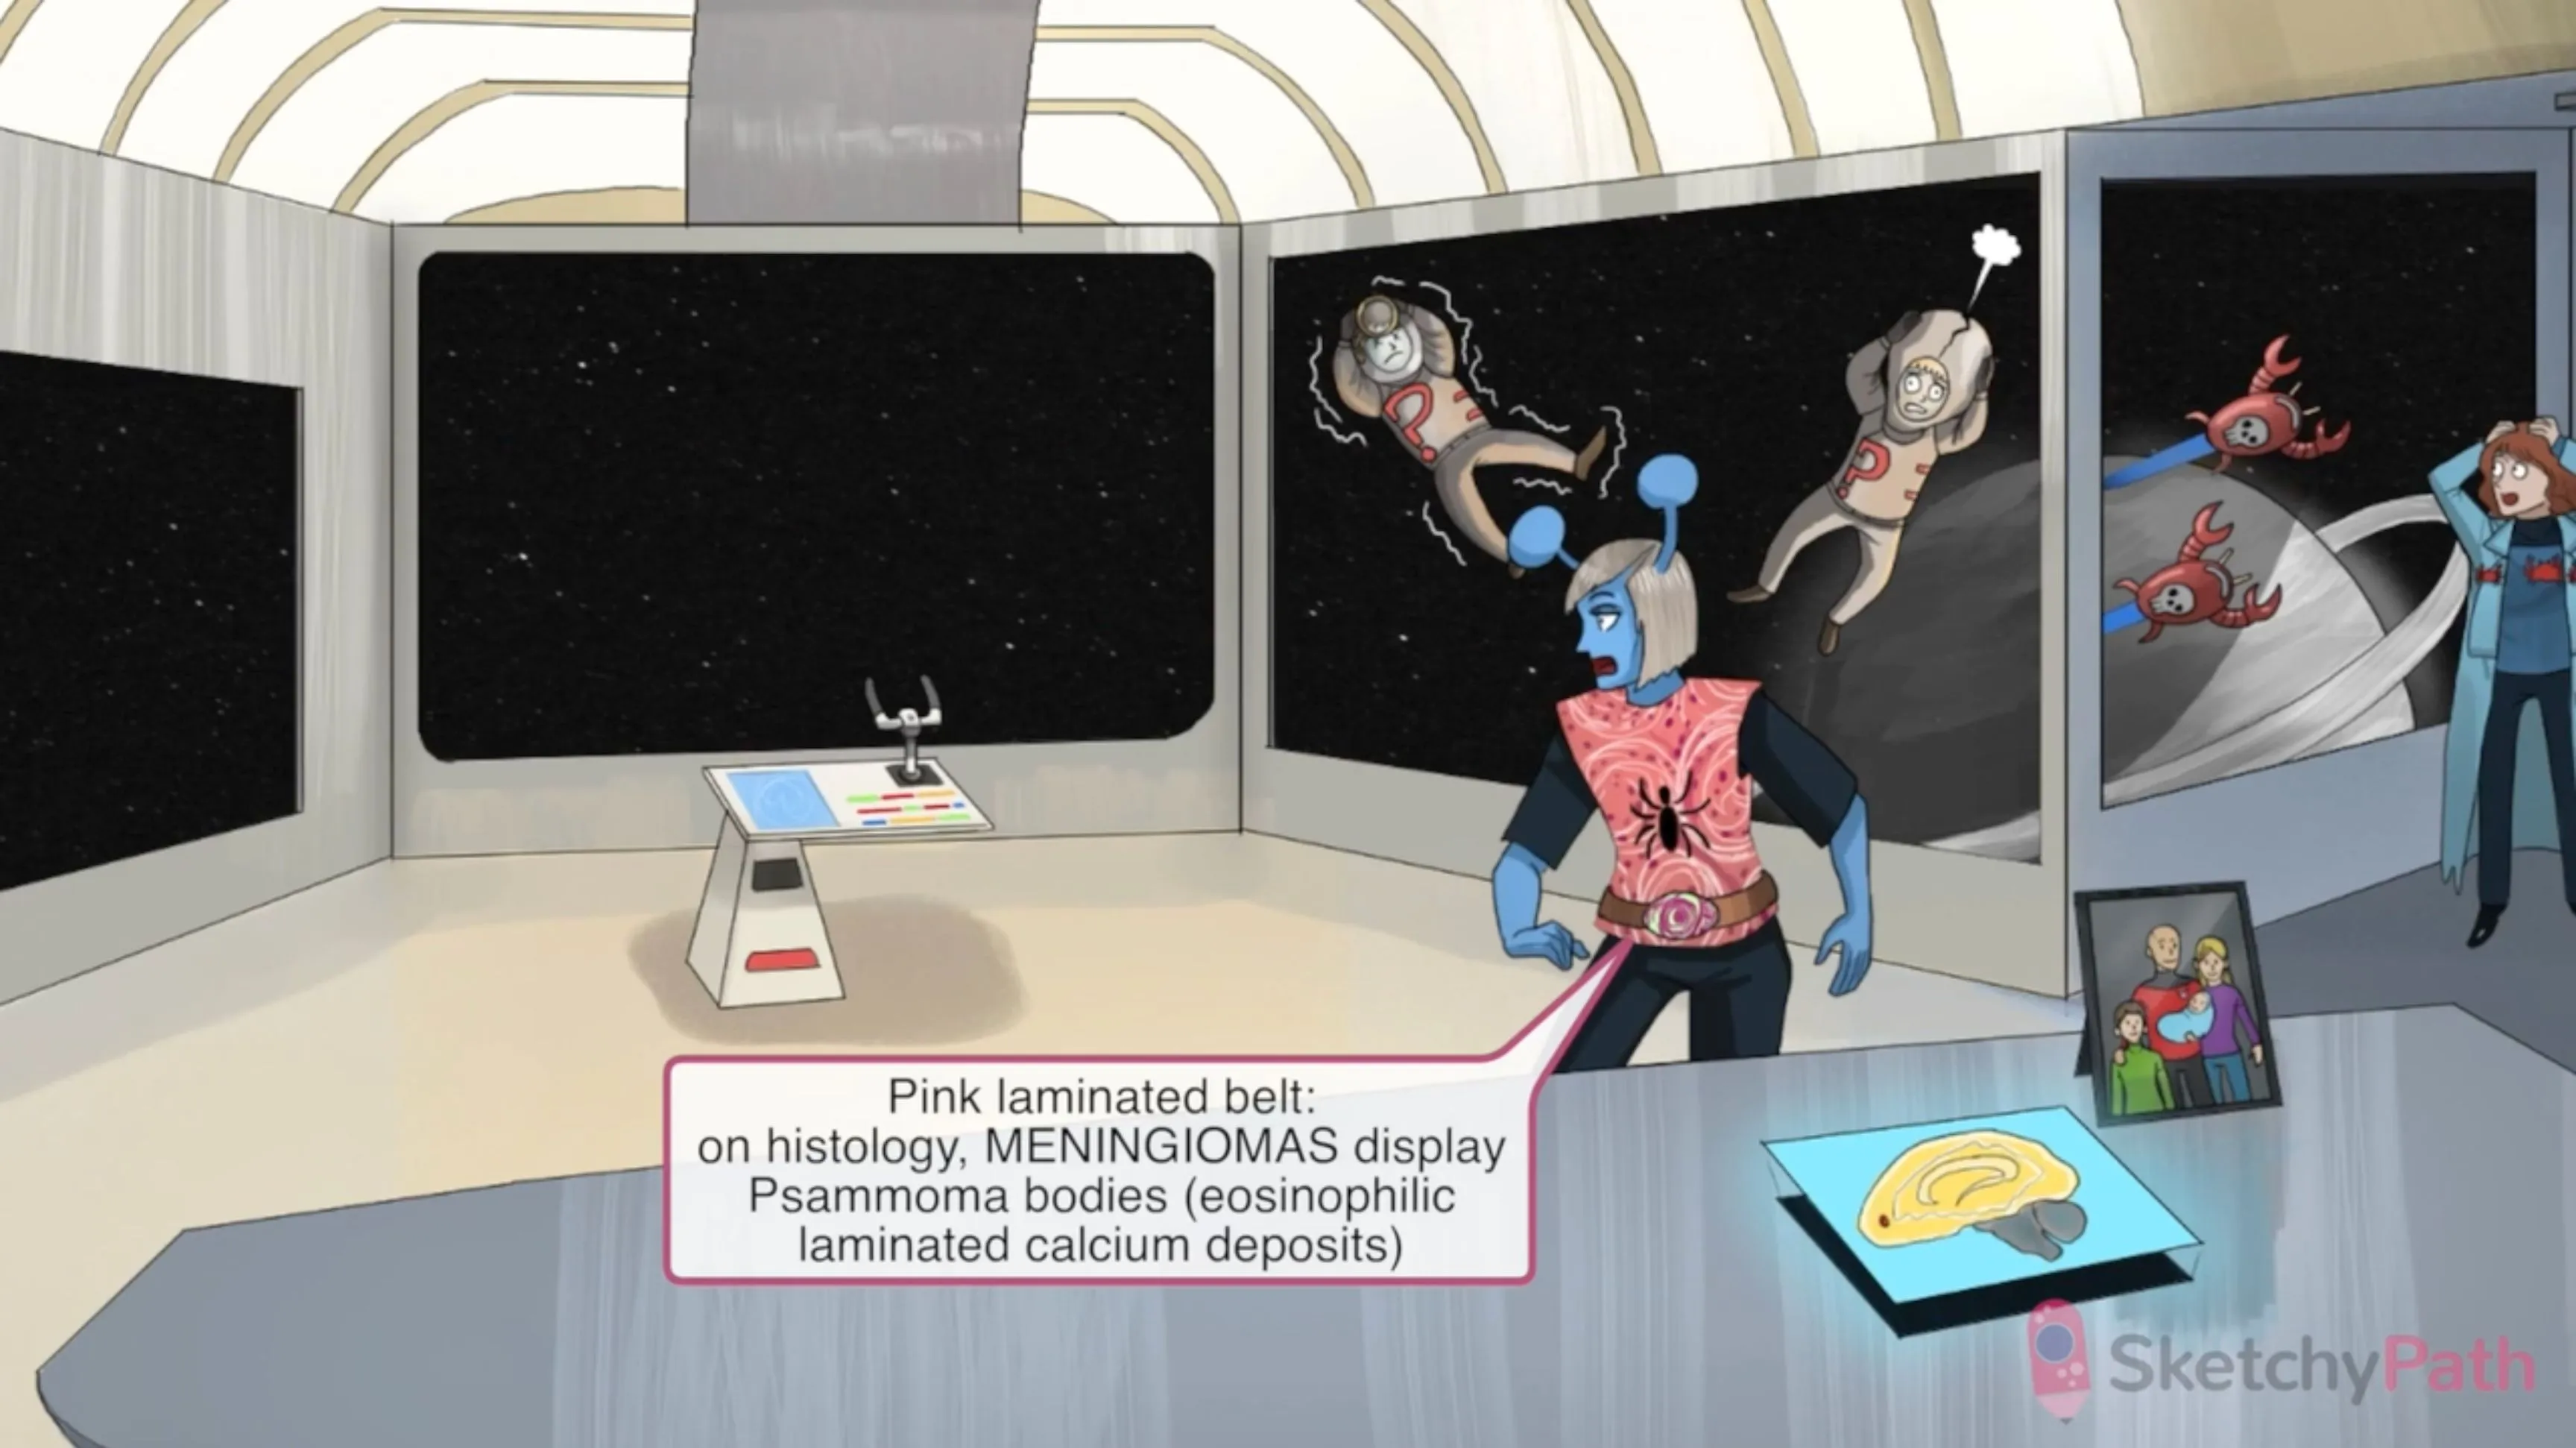 ? =
? =
Pink laminated belt:
on histology, MENINGIOMAS display
Psammoma bodies (eosinophilic
laminated calcium deposits)
SketchyPath